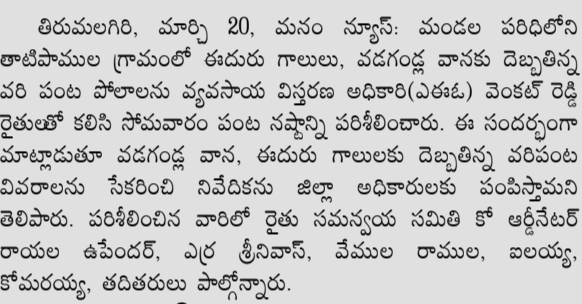 తిరుమలగిరి, మార్చి 20, మనం న్యూస్: మండల పరిధిలోని
తాటిపాముల గ్రామంలో ఈదురు గాలులు, వడగండ్ల వానకు దెబ్బతిన్న
వరి పంట పోలాలను వ్యవసాయ విస్తరణ అధికారి(ఎఈఓ) వెంకట్ రెడ్డి
రైతులతో కలిసి సోమవారం పంట నష్టాన్ని పరిశీలించారు. ఈ సందర్భంగా
మాట్లాడుతూ వడగండ్ల వాన, ఈదురు గాలులకు దెబ్బతిన్న వరిపంట
వివరాలను సేకరించి నివేదికను జిల్లా అధికారులకు పంపిస్తామని
తెలిపారు. పరిశీలించిన వారిలో రైతు సమన్వయ సమితి కో ఆర్డీనేటర్
రాయల ఉపేందర్, ఎర్ర శ్రీనివాస్, వేముల రాముల, ఐలయ్య,
కోమరయ్య, తదితరులు పాల్గోన్నారు.